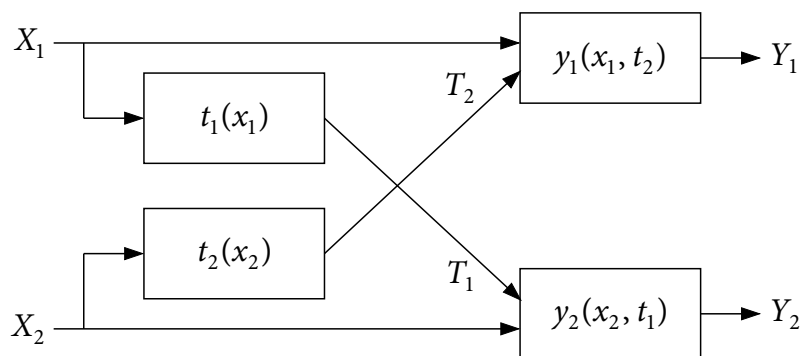 X₁
y₁(x₁, t₂)
Y₁
T₂
t₁(x₁)
t₂(x₂)
T₁
X₂
y₂(x₂, t₁)
Y₂